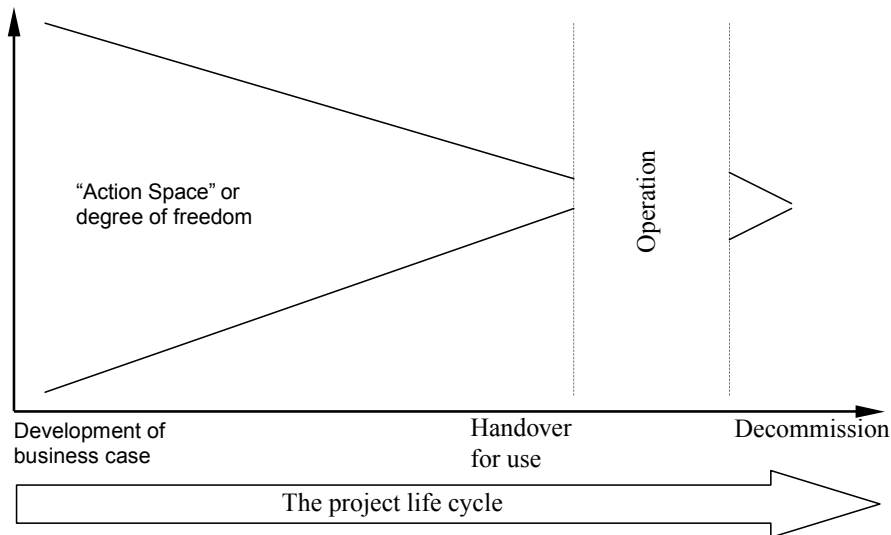 “Action Space” or
degree of freedom
Operation
Development of
business case
Handover
for use
Decommission
The project life cycle